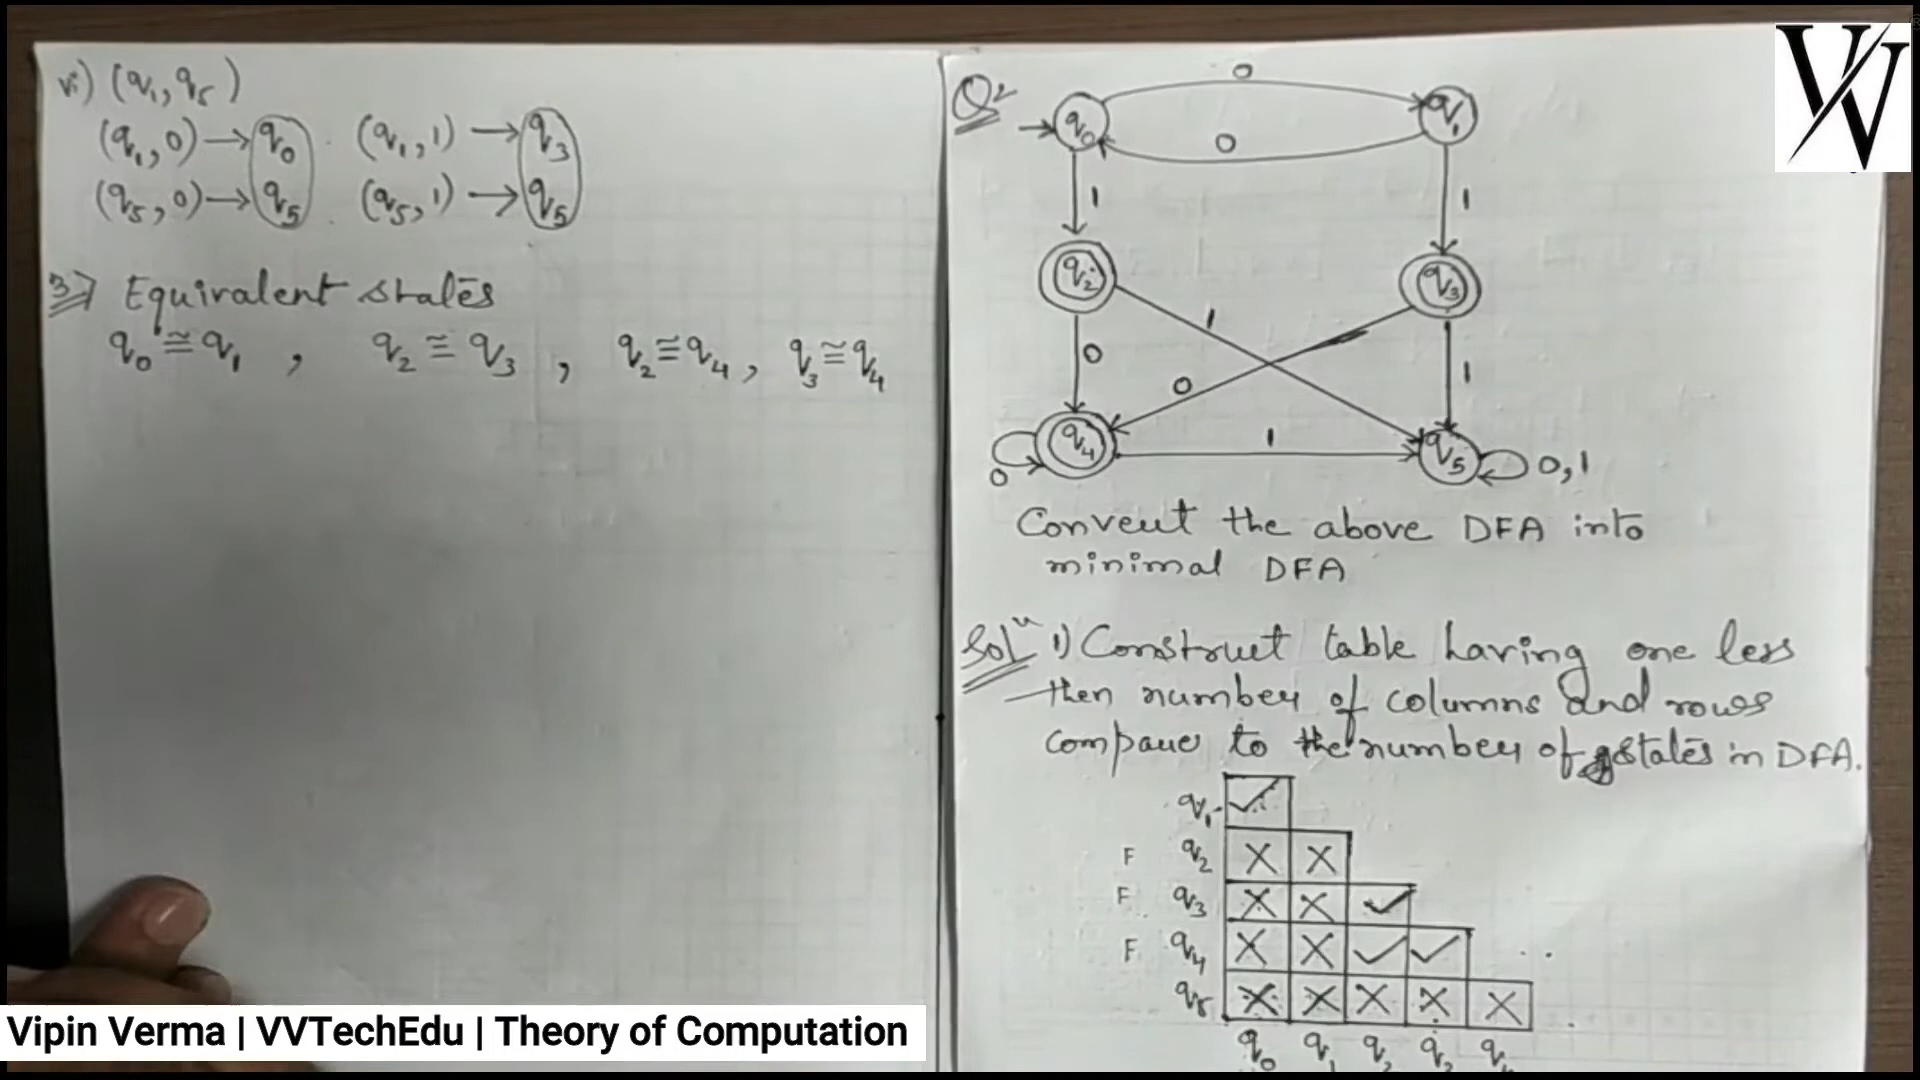 vi) (q1, q5)
(q1, 0) → q0 (q1, 1) → q3
(q5, 0) → q5 (q5, 1) → q5
3) Equivalent states
q0 ≅ q1 , q2 ≅ q3 , q2 ≅ q4 , q3 ≅ q4
Q2
0
q0 q1
0
1 1
q2 q3
1
0 1
0
q4 1 q5 0,1
0
Convert the above DFA into
minimal DFA
Soln 1) Construct table having one less
then number of columns and rows
compare to the number of states in DFA.
q1 ✓
F q2 X X
F q3 X X ✓
F q4 X X ✓ ✓
q5 X X X X X
q0 q1 q2 q3 q4
VV
Vipin Verma | VVTechEdu | Theory of Computation